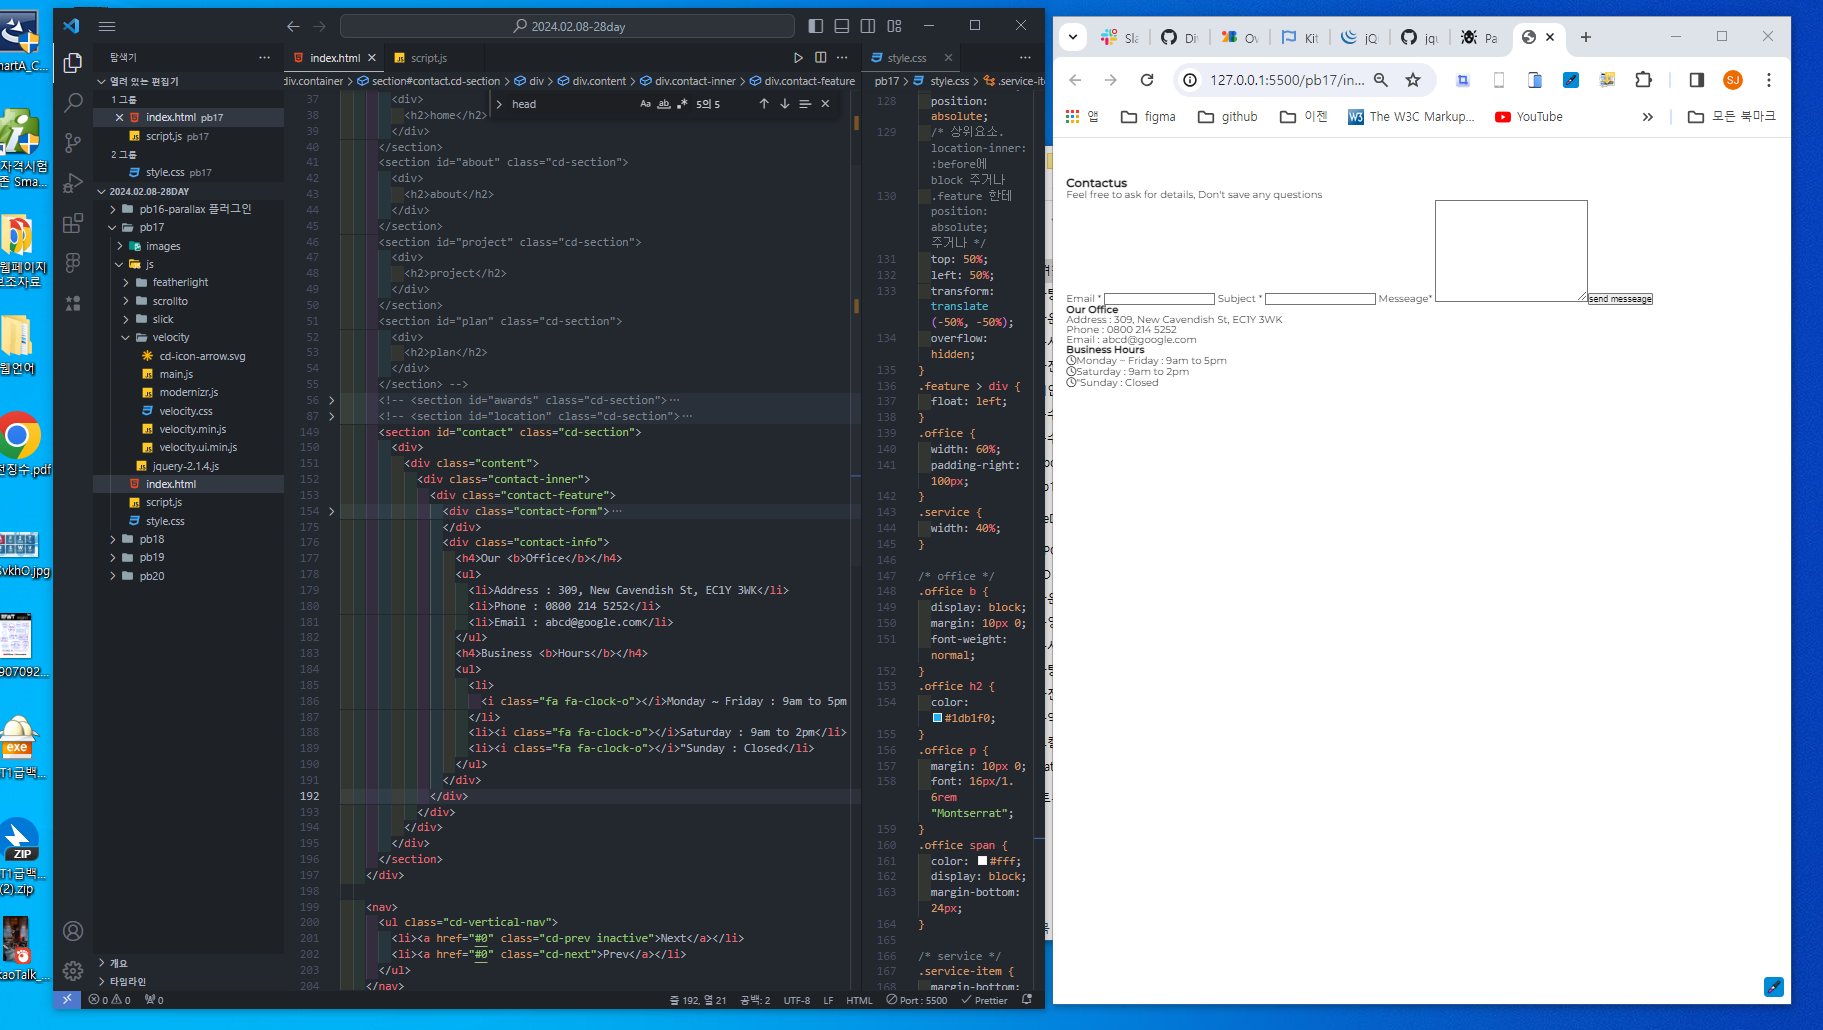 2024.02.08-28day
탐색기
열려 있는 편집기
1 그룹
index.html pb17
script.js pb17
2 그룹
style.css pb17
2024.02.08-28DAY
pb16-parallax 플러그인
pb17
images
js
featherlight
scrollto
slick
velocity
cd-icon-arrow.svg
main.js
modernizr.js
velocity.css
velocity.min.js
velocity.ui.min.js
jquery-2.1.4.js
index.html
script.js
style.css
pb18
pb19
pb20
개요
타임라인
index.html
script.js
div.container > section#contact.cd-section > div > div.content > div.contact-inner > div.contact-feature
head
5의 5
37 <div>
38 <h2>home</h2>
39 </div>
40 </section>
41 <section id="about" class="cd-section">
42 <div>
43 <h2>about</h2>
44 </div>
45 </section>
46 <section id="project" class="cd-section">
47 <div>
48 <h2>project</h2>
49 </div>
50 </section>
51 <section id="plan" class="cd-section">
52 <div>
53 <h2>plan</h2>
54 </div>
55 </section> -->
56 <!-- <section id="awards" class="cd-section">…
87 <!-- <section id="location" class="cd-section">…
149 <section id="contact" class="cd-section">
150 <div>
151 <div class="content">
152 <div class="contact-inner">
153 <div class="contact-feature">
154 <div class="contact-form">…
175 </div>
176 <div class="contact-info">
177 <h4>Our <b>Office</b></h4>
178 <ul>
179 <li>Address : 309, New Cavendish St, EC1Y 3WK</li>
180 <li>Phone : 0800 214 5252</li>
181 <li>Email : abcd@google.com</li>
182 </ul>
183 <h4>Business <b>Hours</b></h4>
184 <ul>
185 <li>
186 <i class="fa fa-clock-o"></i>Monday ~ Friday : 9am to 5pm
187 </li>
188 <li><i class="fa fa-clock-o"></i>Saturday : 9am to 2pm</li>
189 <li><i class="fa fa-clock-o"></i>"Sunday : Closed</li>
190 </ul>
191 </div>
192 </div>
193 </div>
194 </div>
195 </div>
196 </section>
197 </div>
198
199 <nav>
200 <ul class="cd-vertical-nav">
201 <li><a href="#0" class="cd-prev inactive">Next</a></li>
202 <li><a href="#0" class="cd-next">Prev</a></li>
203 </ul>
204 </nav>
style.css
pb17 > style.css > .service-ite
128 position:
absolute;
129 /* 상위요소.
location-inner:
:before에
block 주거나
130 .feature 한테
position:
absolute;
주거나 */
131 top: 50%;
132 left: 50%;
133 transform:
translate
(-50%, -50%);
134 overflow:
hidden;
135 }
136 .feature > div {
137 float: left;
138 }
139 .office {
140 width: 60%;
141 padding-right:
100px;
142 }
143 .service {
144 width: 40%;
145 }
146
147 /* office */
148 .office b {
149 display: block;
150 margin: 10px 0;
151 font-weight:
normal;
152 }
153 .office h2 {
154 color:
#1db1f0;
155 }
156 .office p {
157 margin: 10px 0;
158 font: 16px/1.
6rem
"Montserrat";
159 }
160 .office span {
161 color: #fff;
162 display: block;
163 margin-bottom:
24px;
164 }
165
166 /* service */
167 .service-item {
168 margin-bottom:
0 0 0
줄 192, 열 21 공백: 2 UTF-8 LF HTML Port : 5500 Prettier
Sla
Di
Ov
Kit
jQ
jqu
Pa
127.0.0.1:5500/pb17/in...
SJ
앱
figma
github
이젠
The W3C Markup...
YouTube
모든 북마크
Contactus
Feel free to ask for details, Don't save any questions
Email * Subject * Messeage* send messeage
Our Office
Address : 309, New Cavendish St, EC1Y 3WK
Phone : 0800 214 5252
Email : abcd@google.com
Business Hours
Monday ~ Friday : 9am to 5pm
Saturday : 9am to 2pm
"Sunday : Closed
martA_C...
자격시험
존 Sma...
웹페이지
보조자료
웹언어
전징수.pdf
SvkhO.jpg
907092...
exe
T1급백...
ZIP
T1급백...
(2).zip
kaoTalk_...